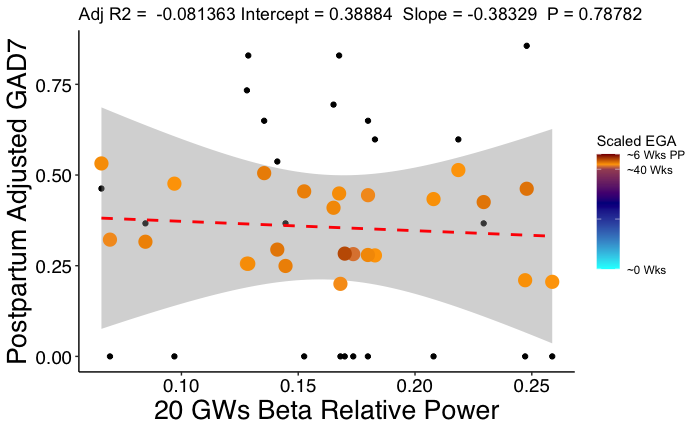 Adj R2 =  -0.081363 Intercept = 0.38884  Slope = -0.38329  P = 0.78782
Postpartum Adjusted GAD7
0.75
0.50
0.25
0.00
0.10 0.15 0.20 0.25
20 GWs Beta Relative Power
Scaled EGA
~6 Wks PP
~40 Wks
~0 Wks